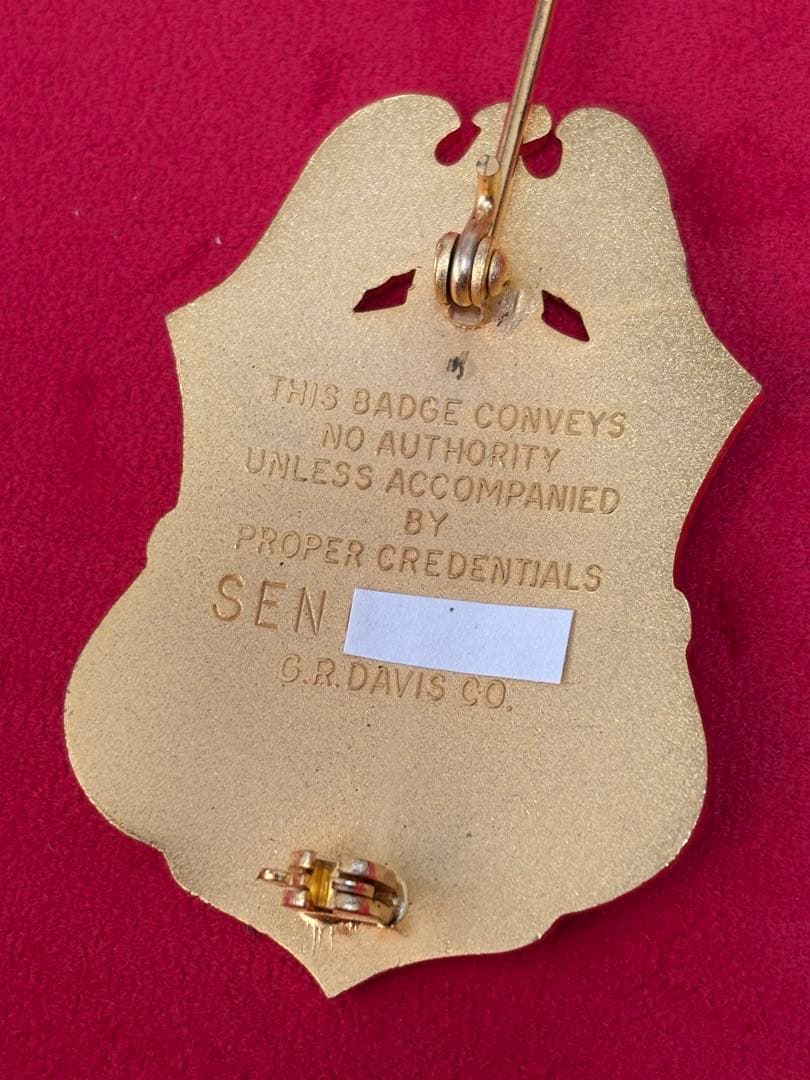 THIS BADGE CONVEYS
NO AUTHORITY
UNLESS ACCOMPANIED
BY
PROPER CREDENTIALS
SEN
G.R.DAVIS CO.